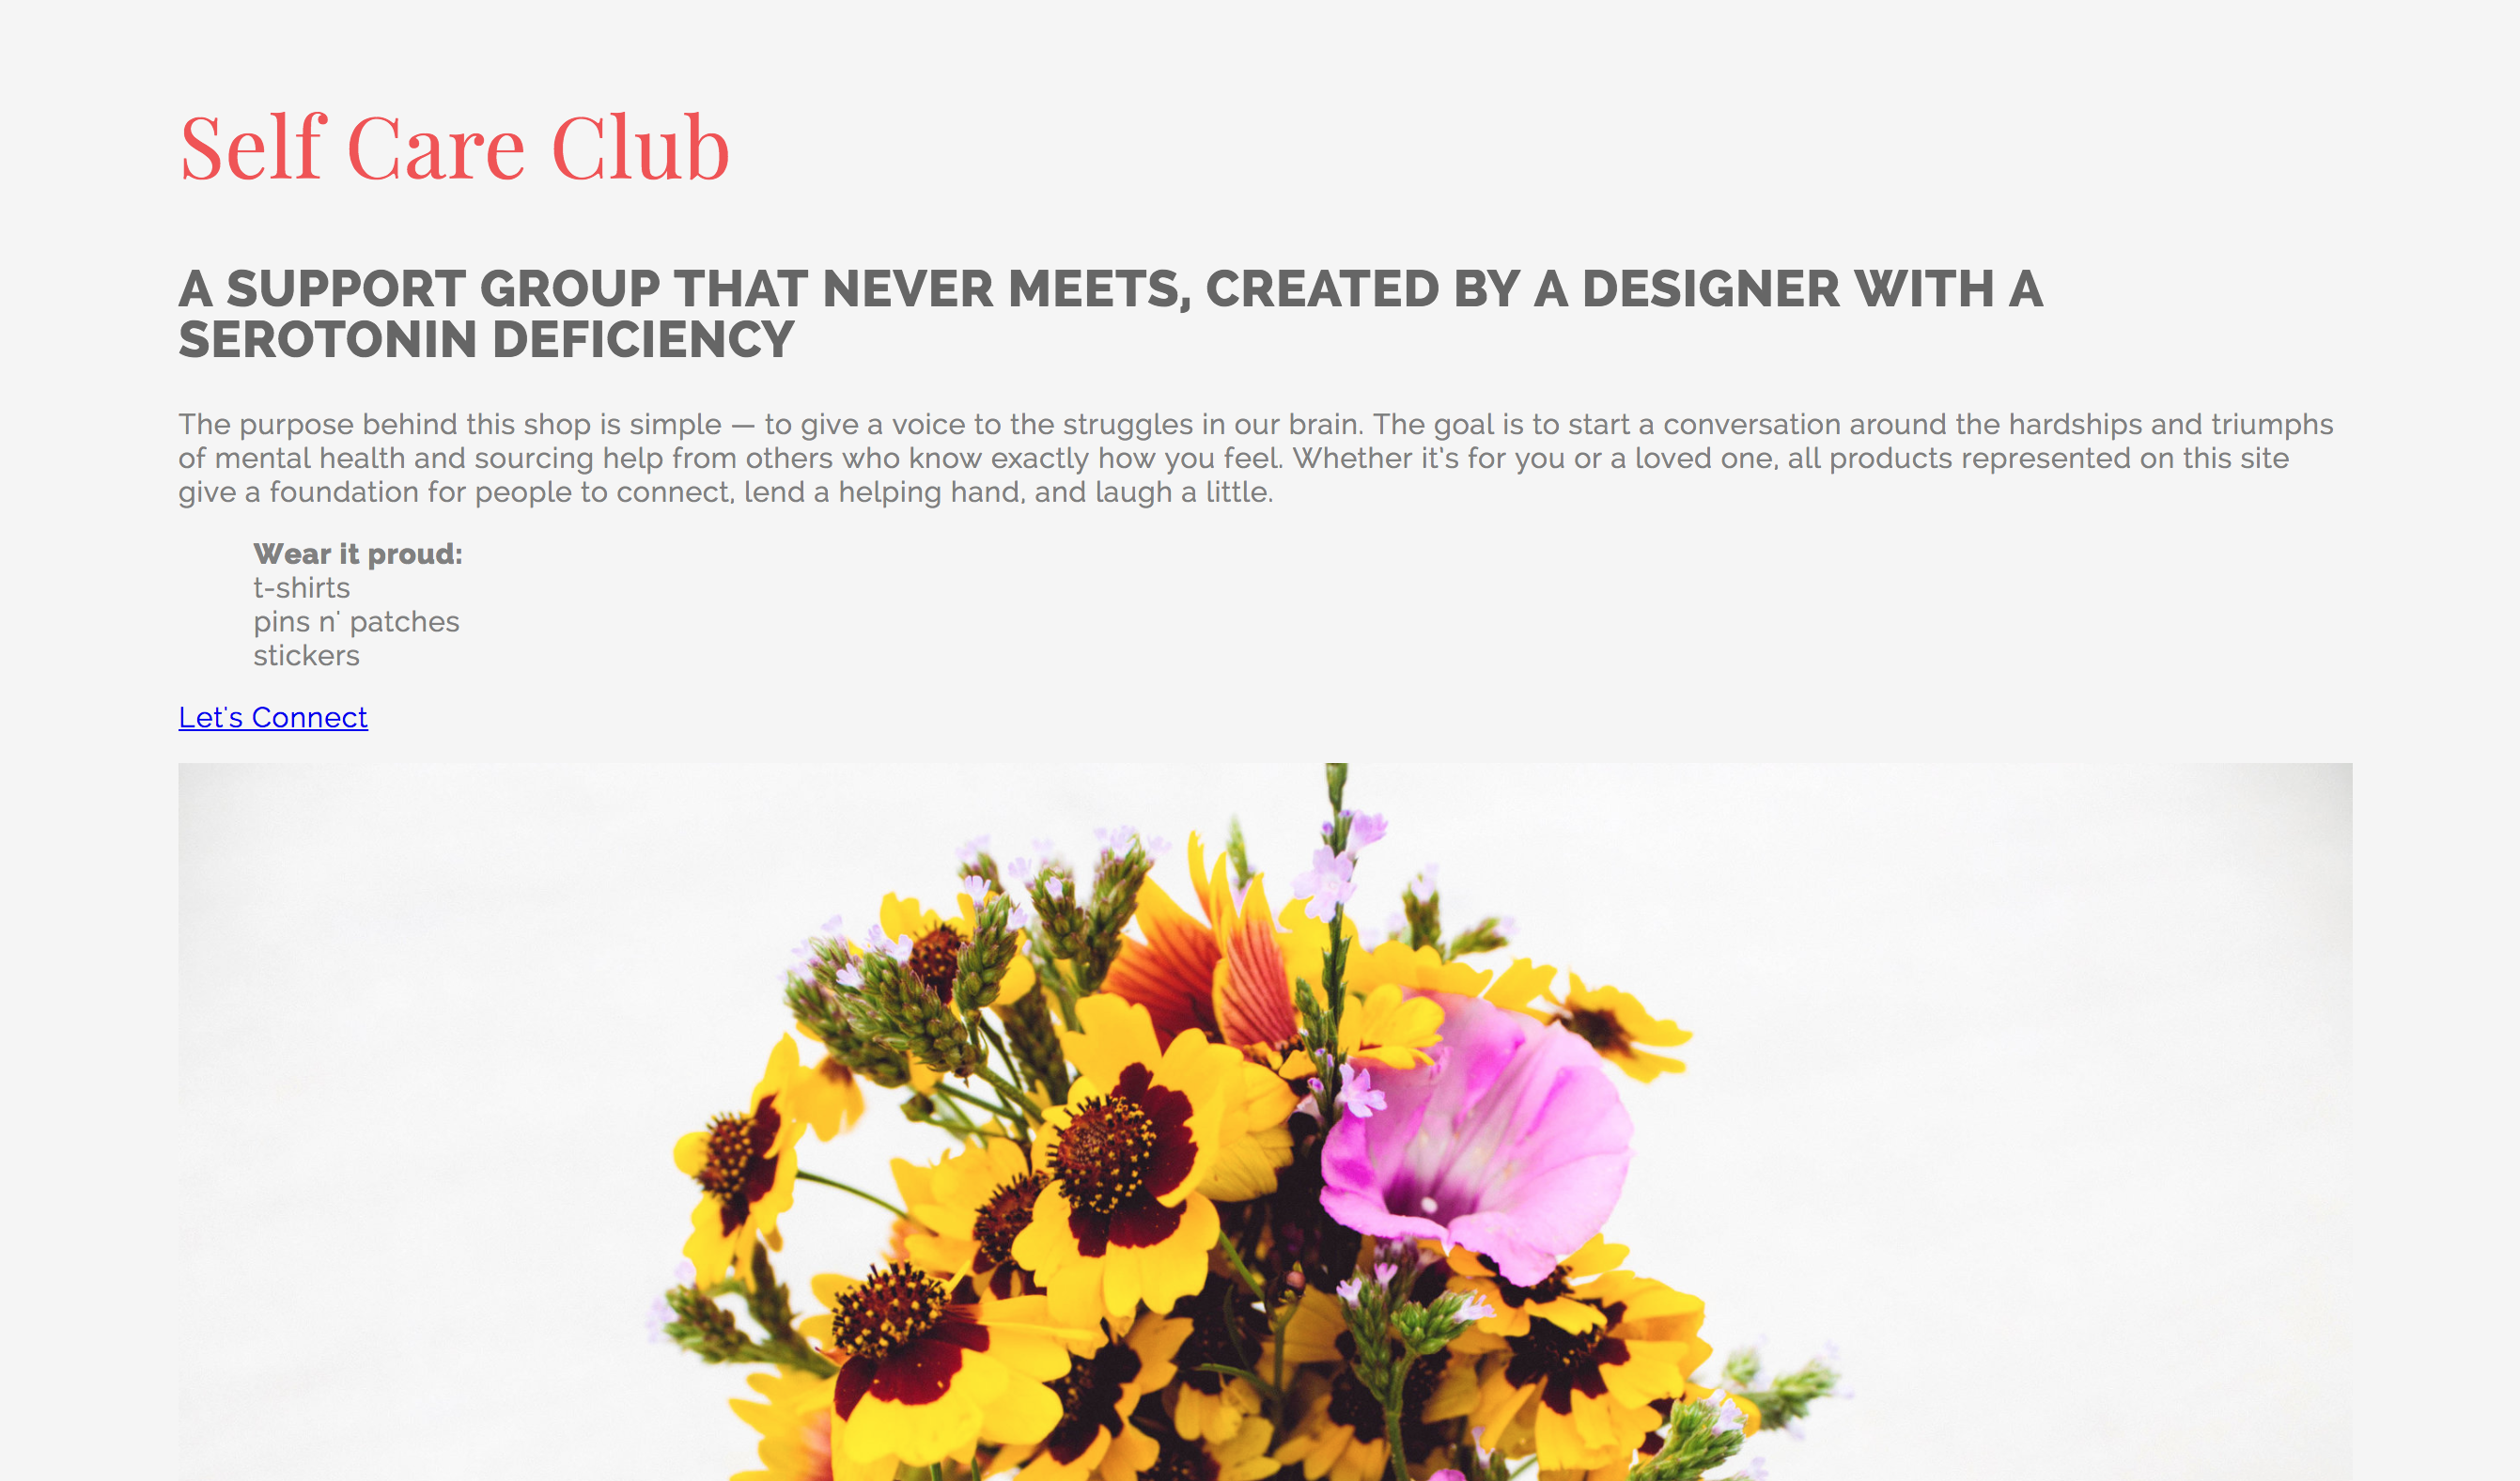 Self Care Club
A SUPPORT GROUP THAT NEVER MEETS, CREATED BY A DESIGNER WITH A
SEROTONIN DEFICIENCY
The purpose behind this shop is simple — to give a voice to the struggles in our brain. The goal is to start a conversation around the hardships and triumphs
of mental health and sourcing help from others who know exactly how you feel. Whether it's for you or a loved one, all products represented on this site
give a foundation for people to connect, lend a helping hand, and laugh a little.
Wear it proud:
t-shirts
pins n' patches
stickers
Let's Connect